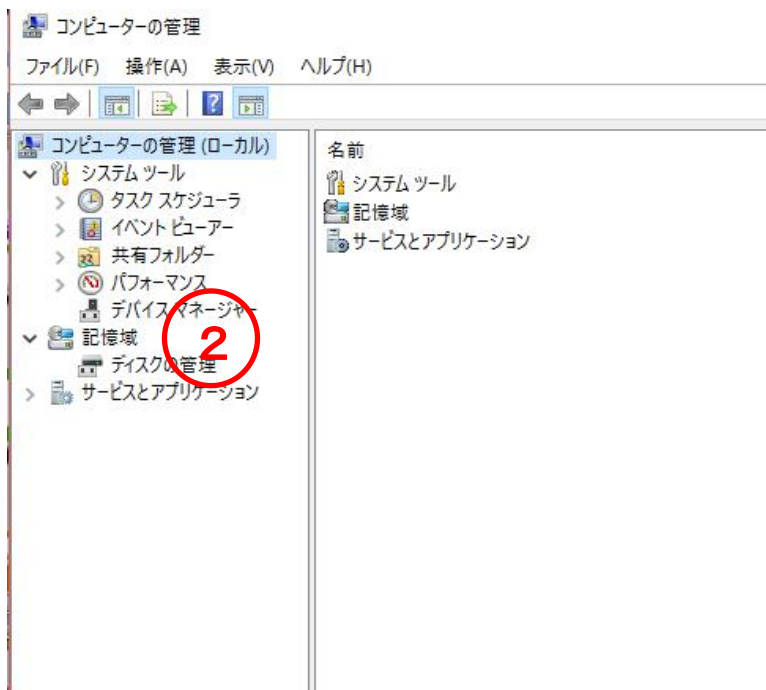 コンピューターの管理
ファイル(F) 操作(A) 表示(V) ヘルプ(H)
コンピューターの管理 (ローカル)
システム ツール
タスク スケジューラ
イベント ビューアー
共有フォルダー
パフォーマンス
デバイス マネージャー
記憶域
ディスクの管理
サービスとアプリケーション
2
名前
システム ツール
記憶域
サービスとアプリケーション